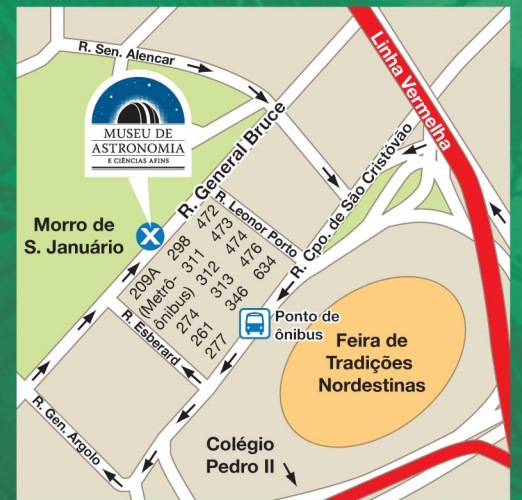 R. Sen. Alencar
Linha Vermelha
MUSEU DE
ASTRONOMIA
E CIÊNCIAS AFINS
R. General Bruce
R. Cpo. de São Cristóvão
R. Leonor Porto
Morro de
S. Januário
209A 298 472
(Metrô- 311 473
ônibus) 312 474
274 313 476
261 346 634
277
R. Esberard
Ponto de
ônibus
Feira de
Tradições
Nordestinas
R. Gen. Argolo
Colégio
Pedro II